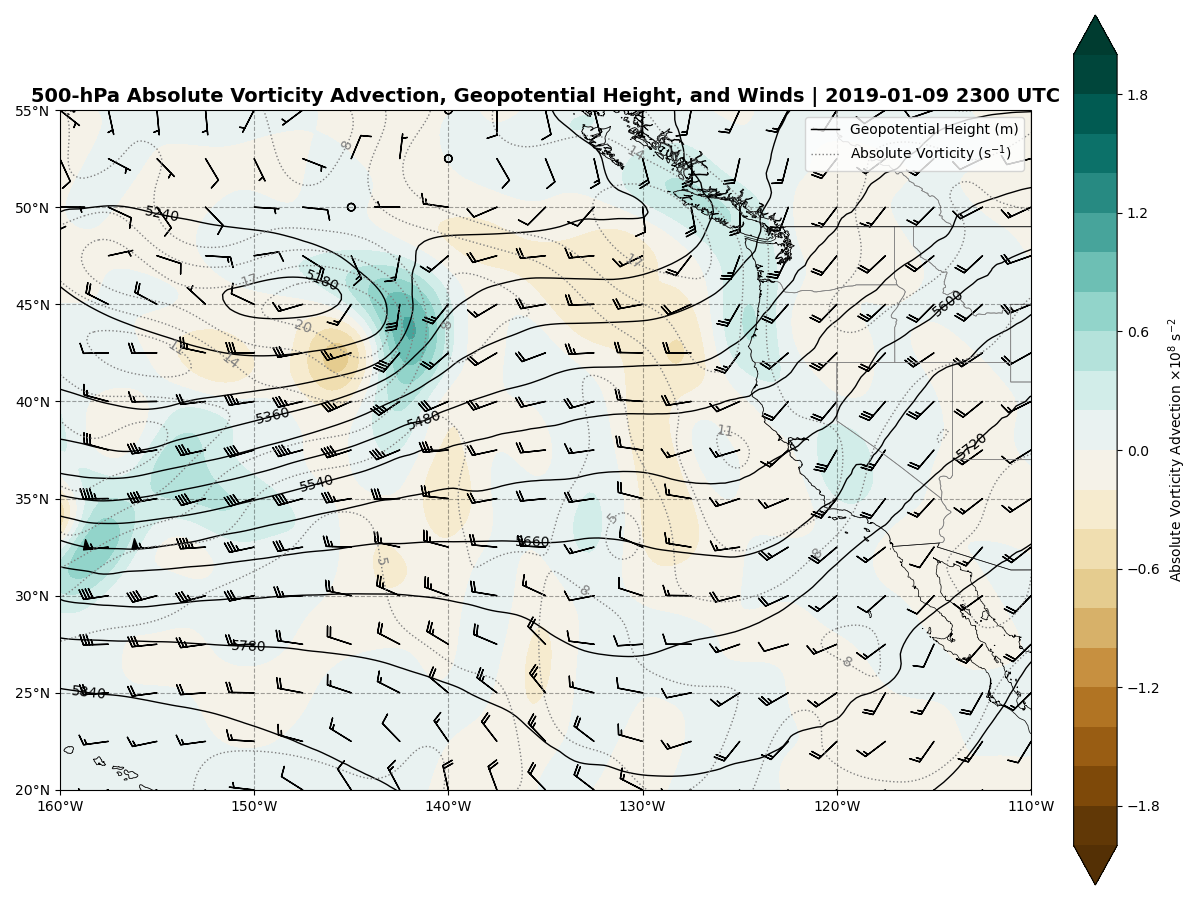 500-hPa Absolute Vorticity Advection, Geopotential Height, and Winds | 2019-01-09 2300 UTC
Geopotential Height (m)
Absolute Vorticity (s⁻¹)
55°N
50°N
45°N
40°N
35°N
30°N
25°N
20°N
160°W
150°W
140°W
130°W
120°W
110°W
5240
5180
5360
5480
5540
5660
5780
5840
5600
5720
8
14
17
17
20
14
11
8
11
5
5
8
8
8
1.8
1.2
0.6
0.0
−0.6
−1.2
−1.8
Absolute Vorticity Advection ×10⁸ s⁻²